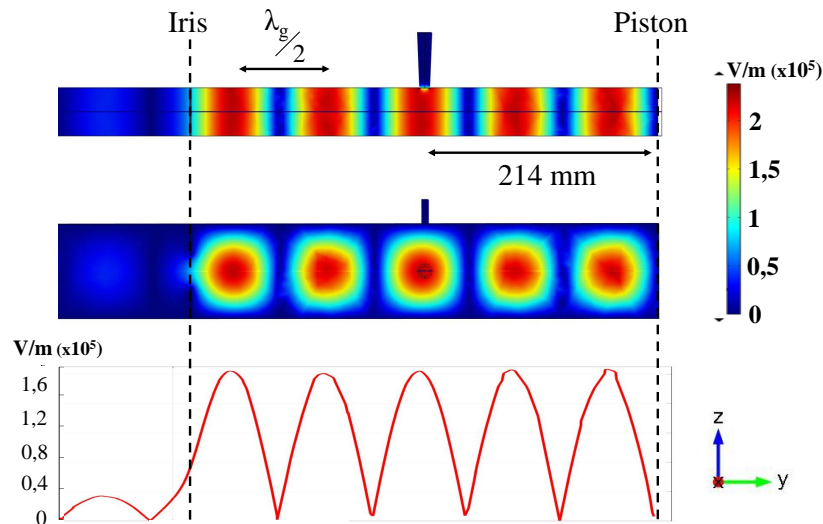 Iris
λg/2
Piston
V/m (x10⁵)
2
1,5
1
0,5
0
214 mm
V/m (x10⁵)
1,6
1,2
0,8
0,4
0
z
y
x